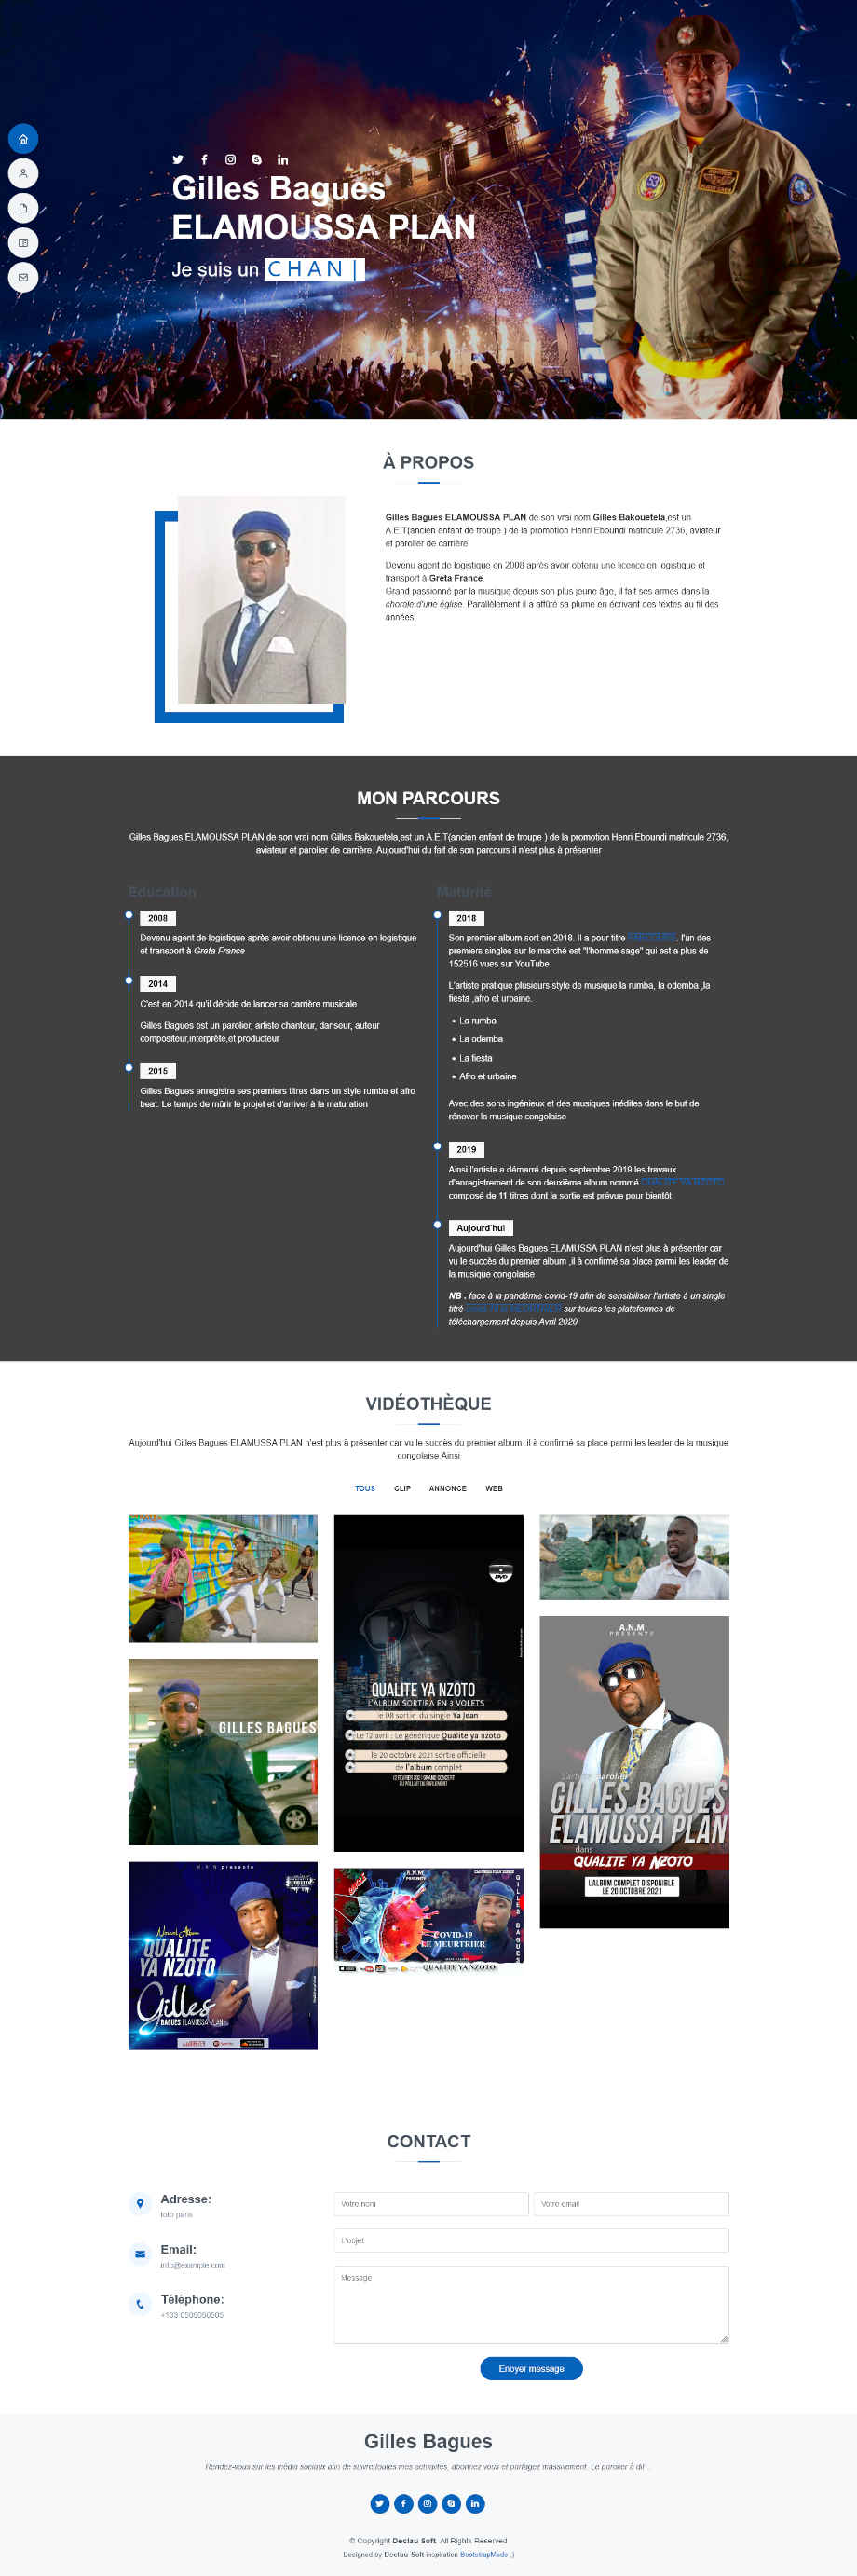 Gilles Bagues
ELAMOUSSA PLAN
Je suis un CHAN|
À PROPOS
Gilles Bagues ELAMOUSSA PLAN de son vrai nom Gilles Bakouetela,est un
A.E.T(ancien enfant de troupe ) de la promotion Henri Eboundi matricule 2736, aviateur
et parolier de carrière.
Devenu agent de logistique en 2008 après avoir obtenu une licence en logistique et
transport à Greta France.
Grand passionné par la musique depuis son plus jeune âge, il fait ses armes dans la
chorale d'une église. Parallèlement il a affûté sa plume en écrivant des textes au fil des
années
MON PARCOURS
Gilles Bagues ELAMOUSSA PLAN de son vrai nom Gilles Bakouetela,est un A.E.T(ancien enfant de troupe ) de la promotion Henri Eboundi matricule 2736,
aviateur et parolier de carrière. Aujourd'hui du fait de son parcours il n'est plus à présenter
Education
2008
Devenu agent de logistique après avoir obtenu une licence en logistique
et transport à Greta France
2014
C'est en 2014 qu'il décide de lancer sa carrière musicale
Gilles Bagues est un parolier, artiste chanteur, danseur, auteur
compositeur,interprète,et producteur
2015
Gilles Bagues enregistre ses premiers titres dans un style rumba et afro
beat. Le temps de mûrir le projet et d'arriver à la maturation
Maturité
2018
Son premier album sort en 2018. Il a pour titre , l'un des
premiers singles sur le marché est "l'homme sage" qui est a plus de
152516 vues sur YouTube
L'artiste pratique plusieurs style de musique la rumba, la odemba ,la
fiesta ,afro et urbaine.
La rumba
La odemba
La fiesta
Afro et urbaine
Avec des sons ingénieux et des musiques inédites dans le but de
rénover la musique congolaise
2019
Ainsi l'artiste a démarré depuis septembre 2019 les travaux
d'enregistrement de son deuxième album nommé QUALITE YA NZOTO
composé de 11 titres dont la sortie est prévue pour bientôt
Aujourd'hui
Aujourd'hui Gilles Bagues ELAMUSSA PLAN n'est plus à présenter car
vu le succès du premier album ,il à confirmé sa place parmi les leader de
la musique congolaise
NB : face à la pandémie covid-19 afin de sensibiliser l'artiste à un single
titré sur toutes les plateformes de
téléchargement depuis Avril 2020
VIDÉOTHÈQUE
Aujourd'hui Gilles Bagues ELAMUSSA PLAN n'est plus à présenter car vu le succès du premier album ,il à confirmé sa place parmi les leader de la musique
congolaise Ainsi
TOUS CLIP ANNONCE WEB
GILLES BAGUES
N.A.N presente
Nouvel Album
QUALITE
YA NZOTO
Gilles
BAGUES ELAMUSSA PLAN
DVD
QUALITE YA NZOTO
L'ALBUM SORTIRA EN 3 VOLETS
le 08 sortie du single Ya Jean
Le 12 avril : Le générique Qualite ya nzoto
le 20 octobre 2021 sortie officielle
de l'album complet
A.N.M
COVID-19
LE MEURTRIER
QUALITE YA NZOTO
GILLES BAGUES
A.N.M
PRESENTE
GILLES BAGUES
ELAMUSSA PLAN
dans
QUALITE YA NZOTO
L'ALBUM COMPLET DISPONIBLE
LE 20 OCTOBRE 2021
CONTACT
Adresse:
toto paris
Email:
info@example.com
Téléphone:
+133 0505050505
Votre nom
Votre email
L'objet
Message
Enoyer message
Gilles Bagues
Rendez-vous sur les média sociaux afin de suivre toutes mes actualités, abonnez vous et partagez massivement. Le parolier à dit ...
© Copyright Declau Soft. All Rights Reserved
Designed by Declau Soft inspiration BootstrapMade ;)